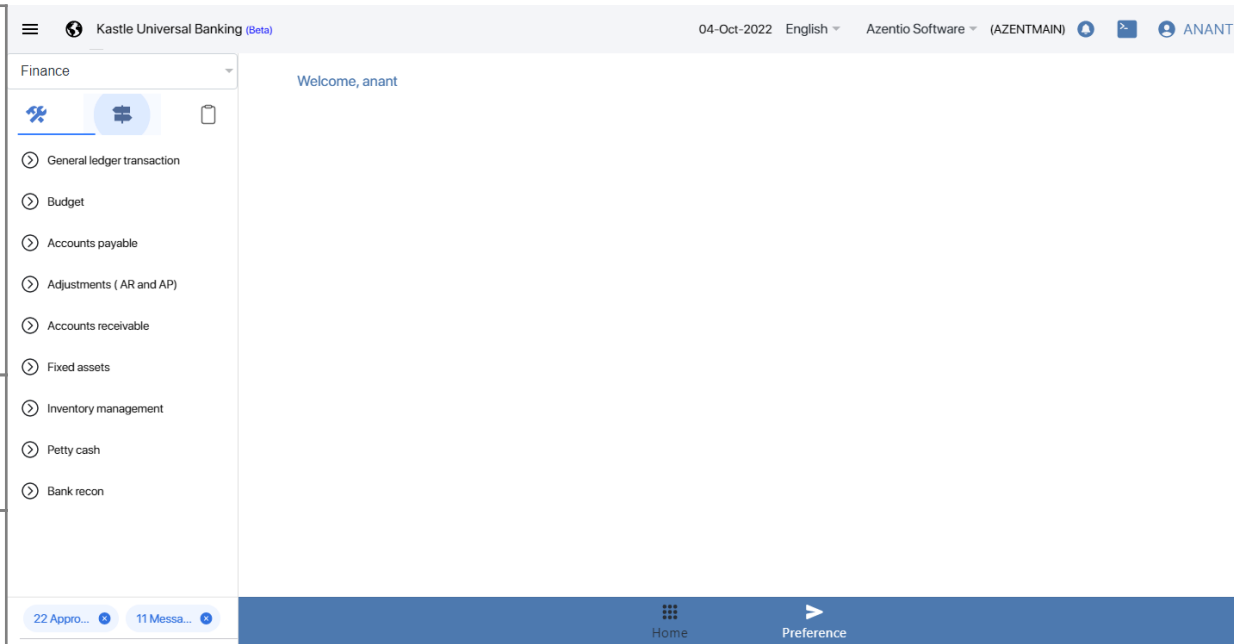 Kastle Universal Banking (Beta)
04-Oct-2022 English Azentio Software (AZENTMAIN) ANANT
Finance
Welcome, anant
General ledger transaction
Budget
Accounts payable
Adjustments ( AR and AP)
Accounts receivable
Fixed assets
Inventory management
Petty cash
Bank recon
22 Appro... 11 Messa...
Home Preference